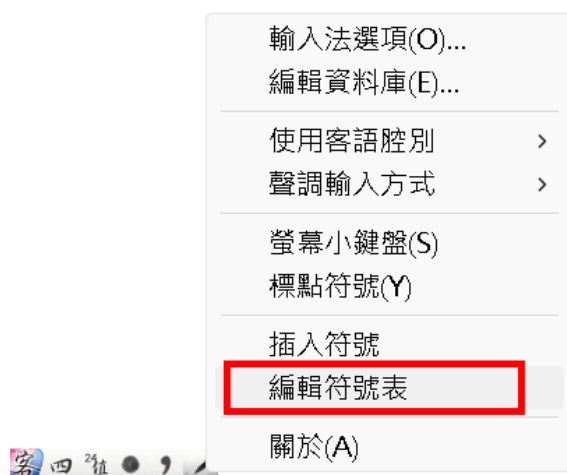 輸入法選項(O)...
編輯資料庫(E)...
使用客語腔別
聲調輸入方式
螢幕小鍵盤(S)
標點符號(Y)
插入符號
編輯符號表
關於(A)
客 四